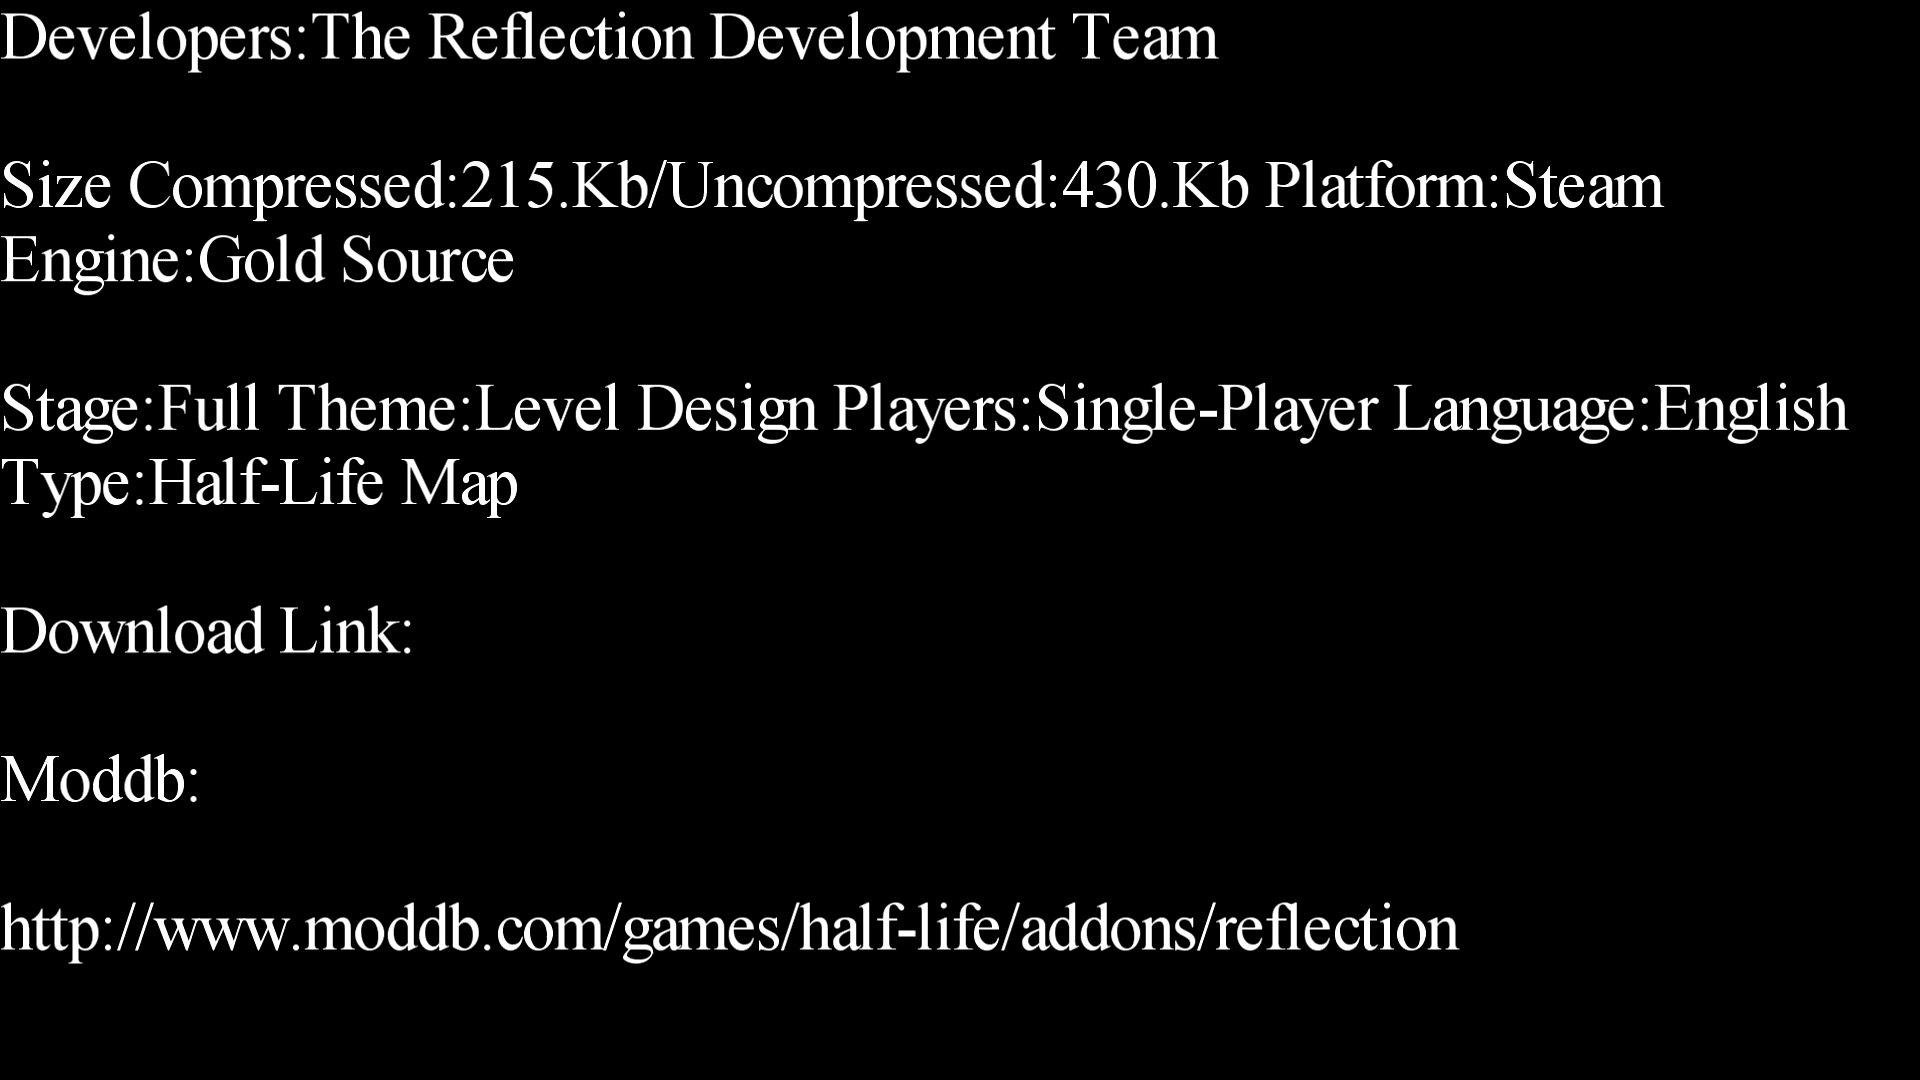 Developers:The Reflection Development Team
Size Compressed:215.Kb/Uncompressed:430.Kb Platform:Steam
Engine:Gold Source
Stage:Full Theme:Level Design Players:Single-Player Language:English
Type:Half-Life Map
Download Link:
Moddb:
http://www.moddb.com/games/half-life/addons/reflection